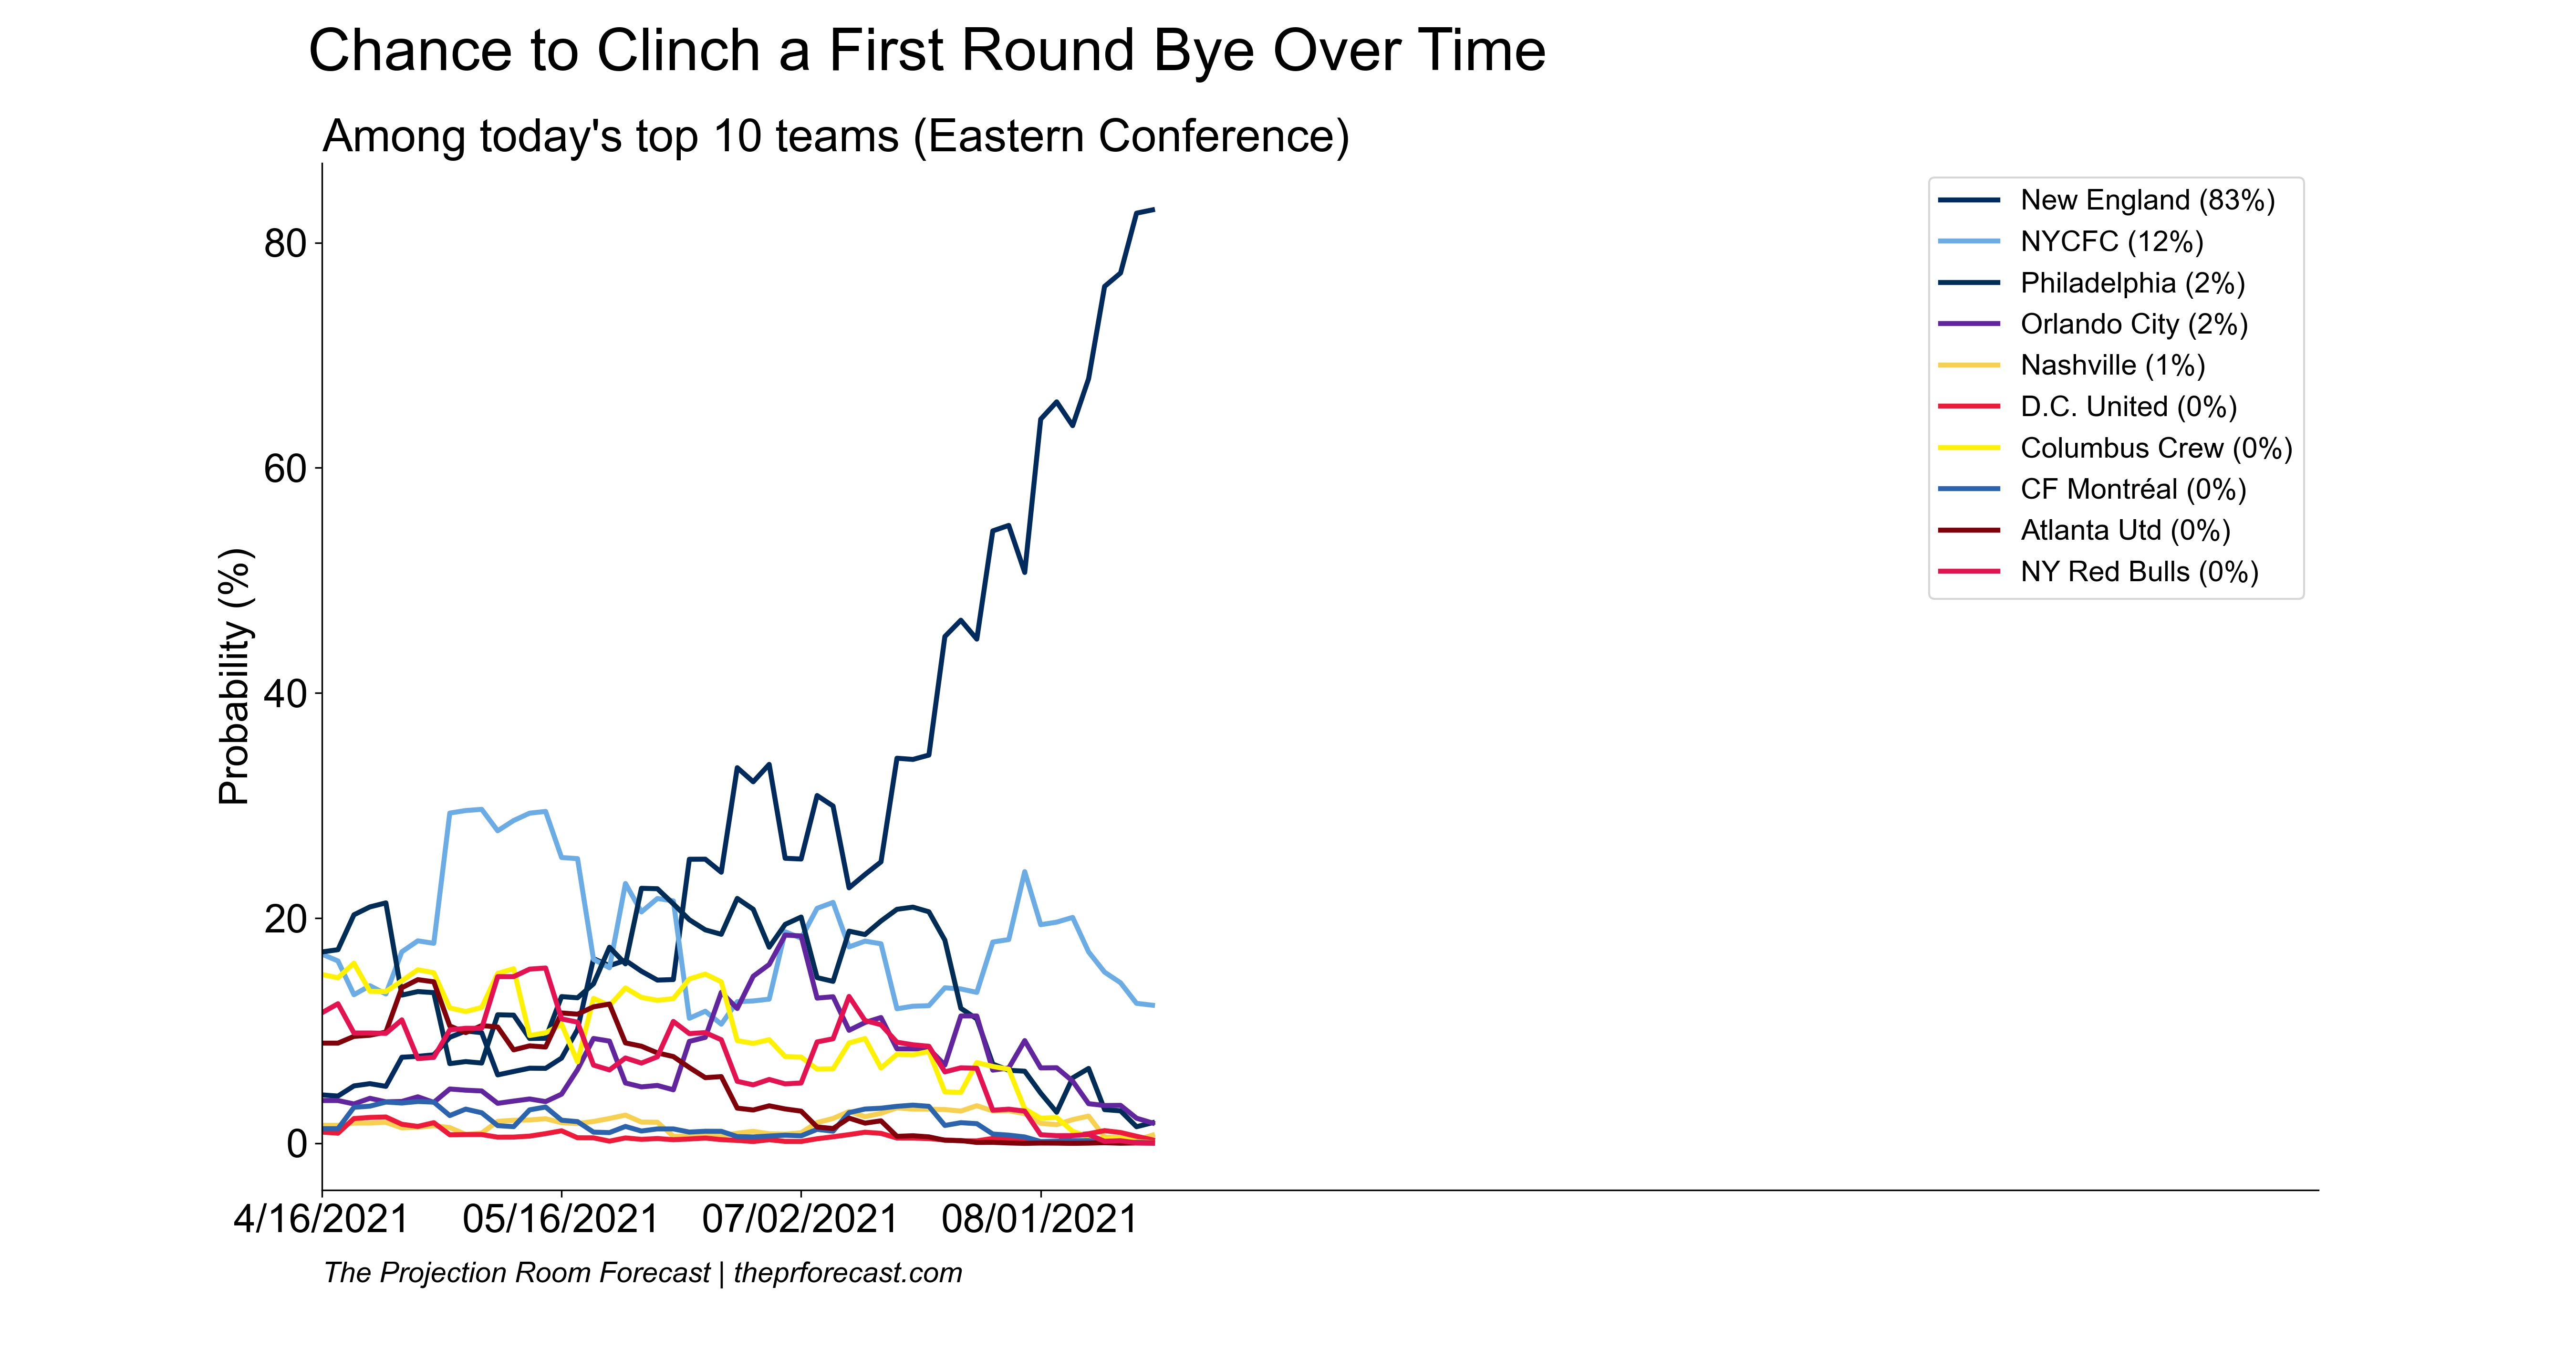 Chance to Clinch a First Round Bye Over Time
Among today's top 10 teams (Eastern Conference)
New England (83%)
NYCFC (12%)
Philadelphia (2%)
Orlando City (2%)
Nashville (1%)
D.C. United (0%)
Columbus Crew (0%)
CF Montréal (0%)
Atlanta Utd (0%)
NY Red Bulls (0%)
Probability (%)
80
60
40
20
0
4/16/2021 05/16/2021 07/02/2021 08/01/2021
The Projection Room Forecast | theprforecast.com